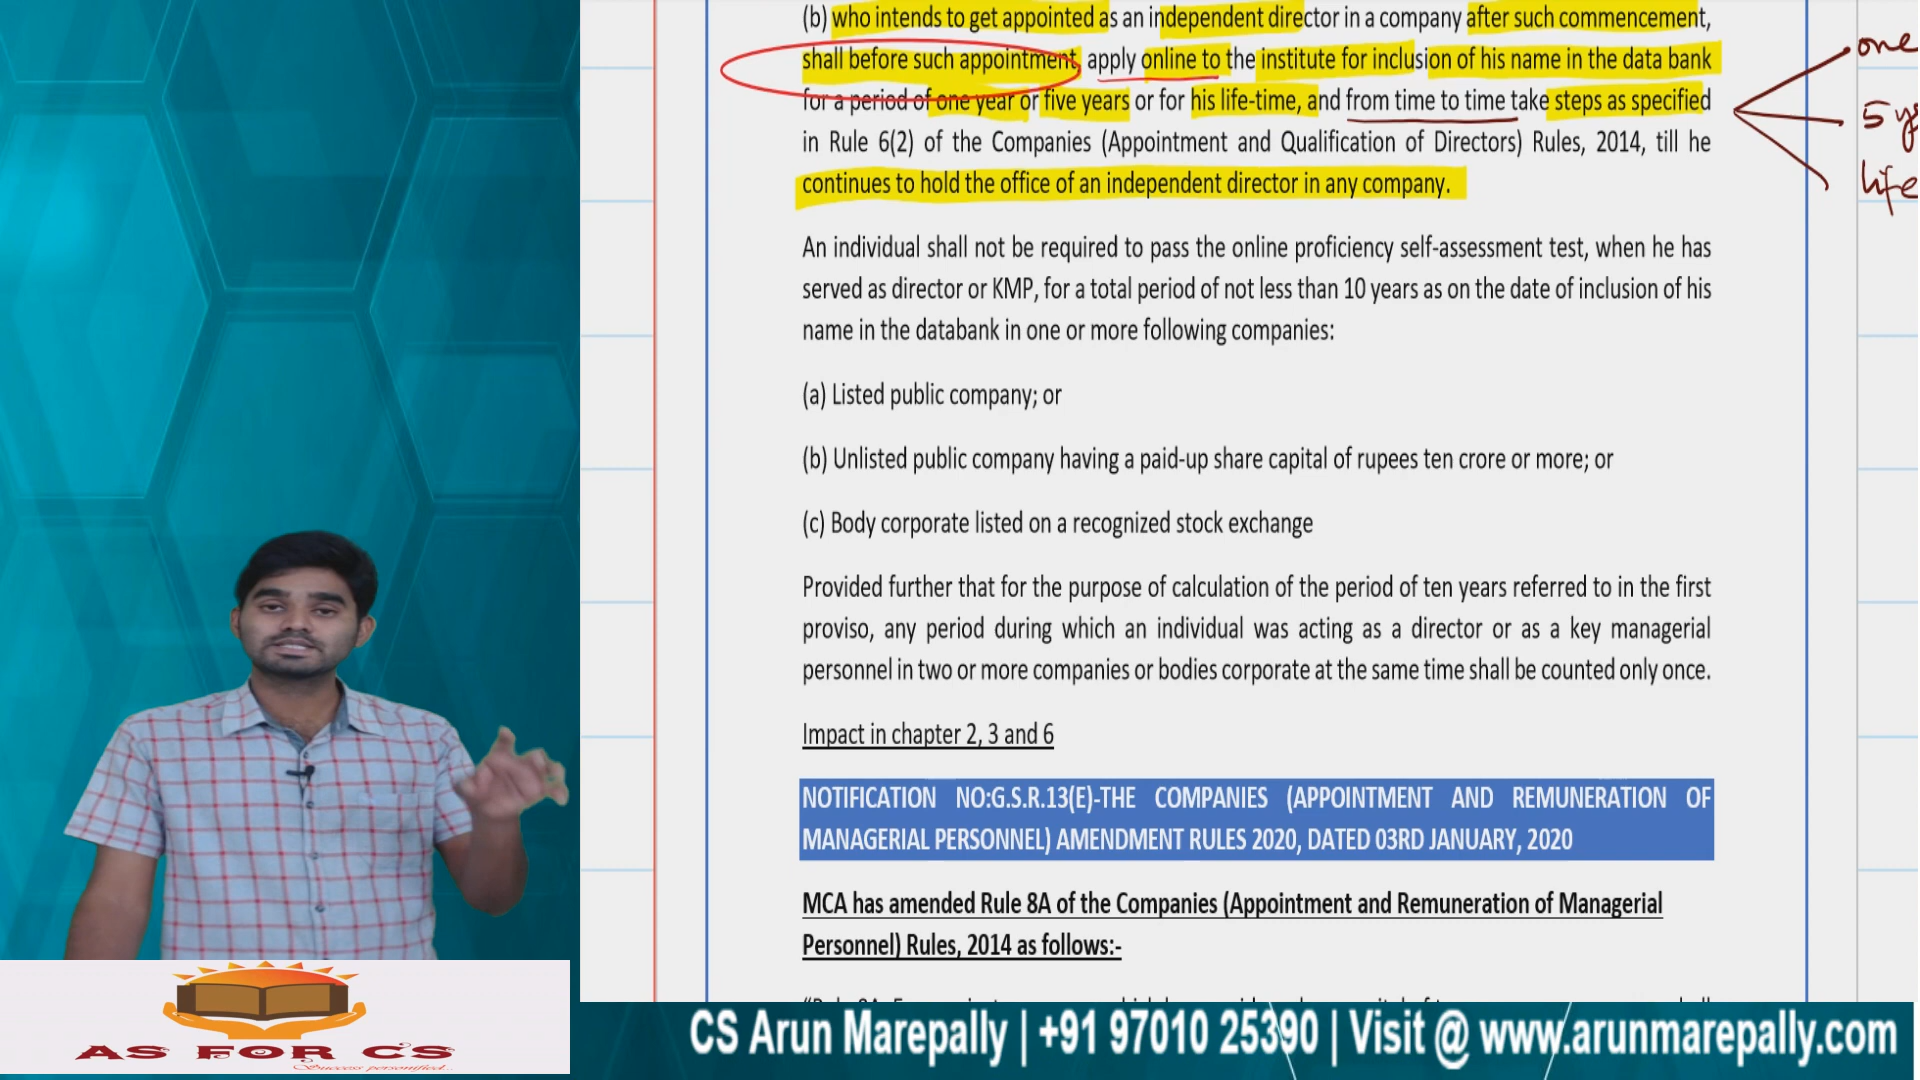 (b) who intends to get appointed as an independent director in a company after such commencement,
shall before such appointment, apply online to the institute for inclusion of his name in the data bank
for a period of one year or five years or for his life-time, and from time to time take steps as specified
in Rule 6(2) of the Companies (Appointment and Qualification of Directors) Rules, 2014, till he
continues to hold the office of an independent director in any company.
one
5 ye
life
An individual shall not be required to pass the online proficiency self-assessment test, when he has
served as director or KMP, for a total period of not less than 10 years as on the date of inclusion of his
name in the databank in one or more following companies:
(a) Listed public company; or
(b) Unlisted public company having a paid-up share capital of rupees ten crore or more; or
(c) Body corporate listed on a recognized stock exchange
Provided further that for the purpose of calculation of the period of ten years referred to in the first
proviso, any period during which an individual was acting as a director or as a key managerial
personnel in two or more companies or bodies corporate at the same time shall be counted only once.
Impact in chapter 2, 3 and 6
NOTIFICATION NO:G.S.R.13(E)-THE COMPANIES (APPOINTMENT AND REMUNERATION OF
MANAGERIAL PERSONNEL) AMENDMENT RULES 2020, DATED 03RD JANUARY, 2020
MCA has amended Rule 8A of the Companies (Appointment and Remuneration of Managerial
Personnel) Rules, 2014 as follows:-
AS FOR CS
Success personified...
CS Arun Marepally | +91 97010 25390 | Visit @ www.arunmarepally.com